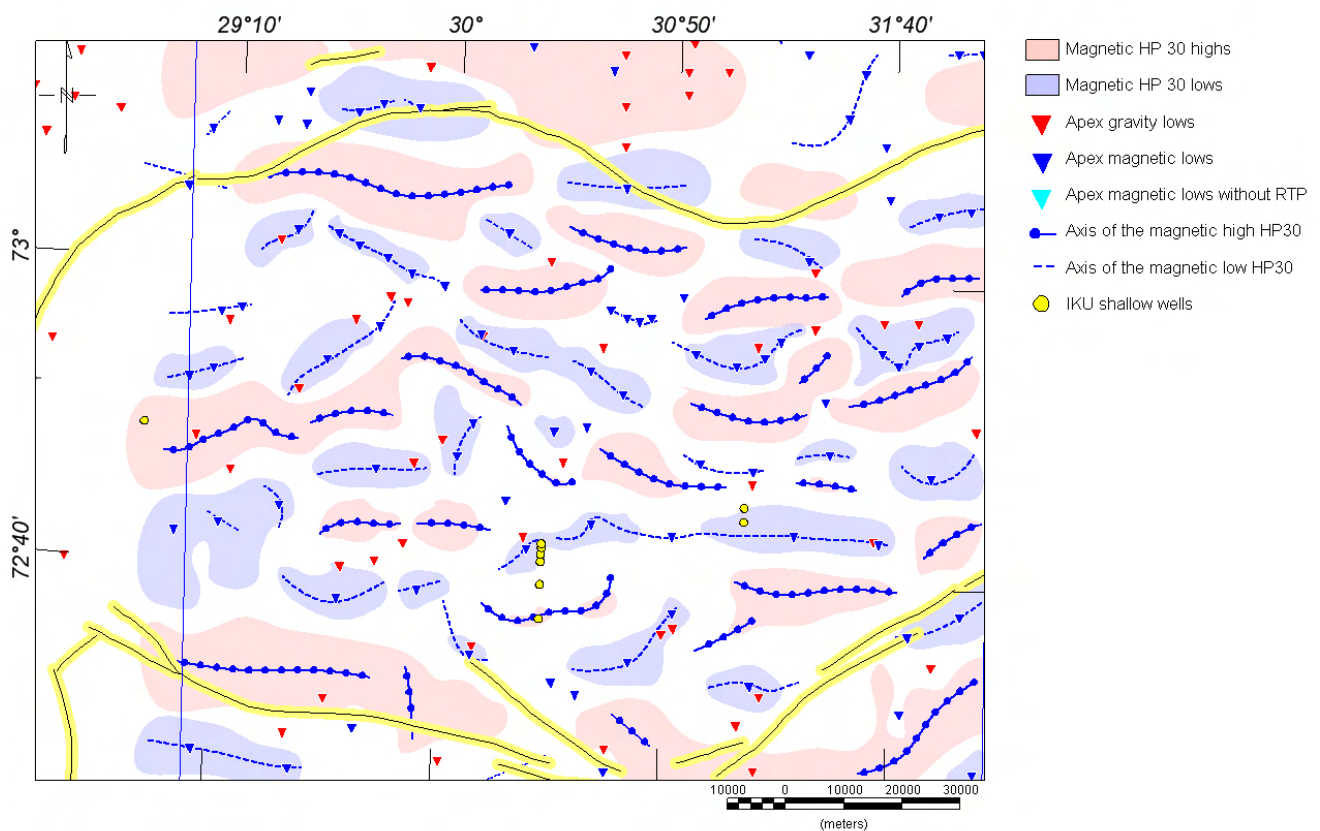 29°10' 30° 30°50' 31°40'
73°
72°40'
N
Magnetic HP 30 highs
Magnetic HP 30 lows
Apex gravity lows
Apex magnetic lows
Apex magnetic lows without RTP
Axis of the magnetic high HP30
Axis of the magnetic low HP30
IKU shallow wells
10000 0 10000 20000 30000
(meters)